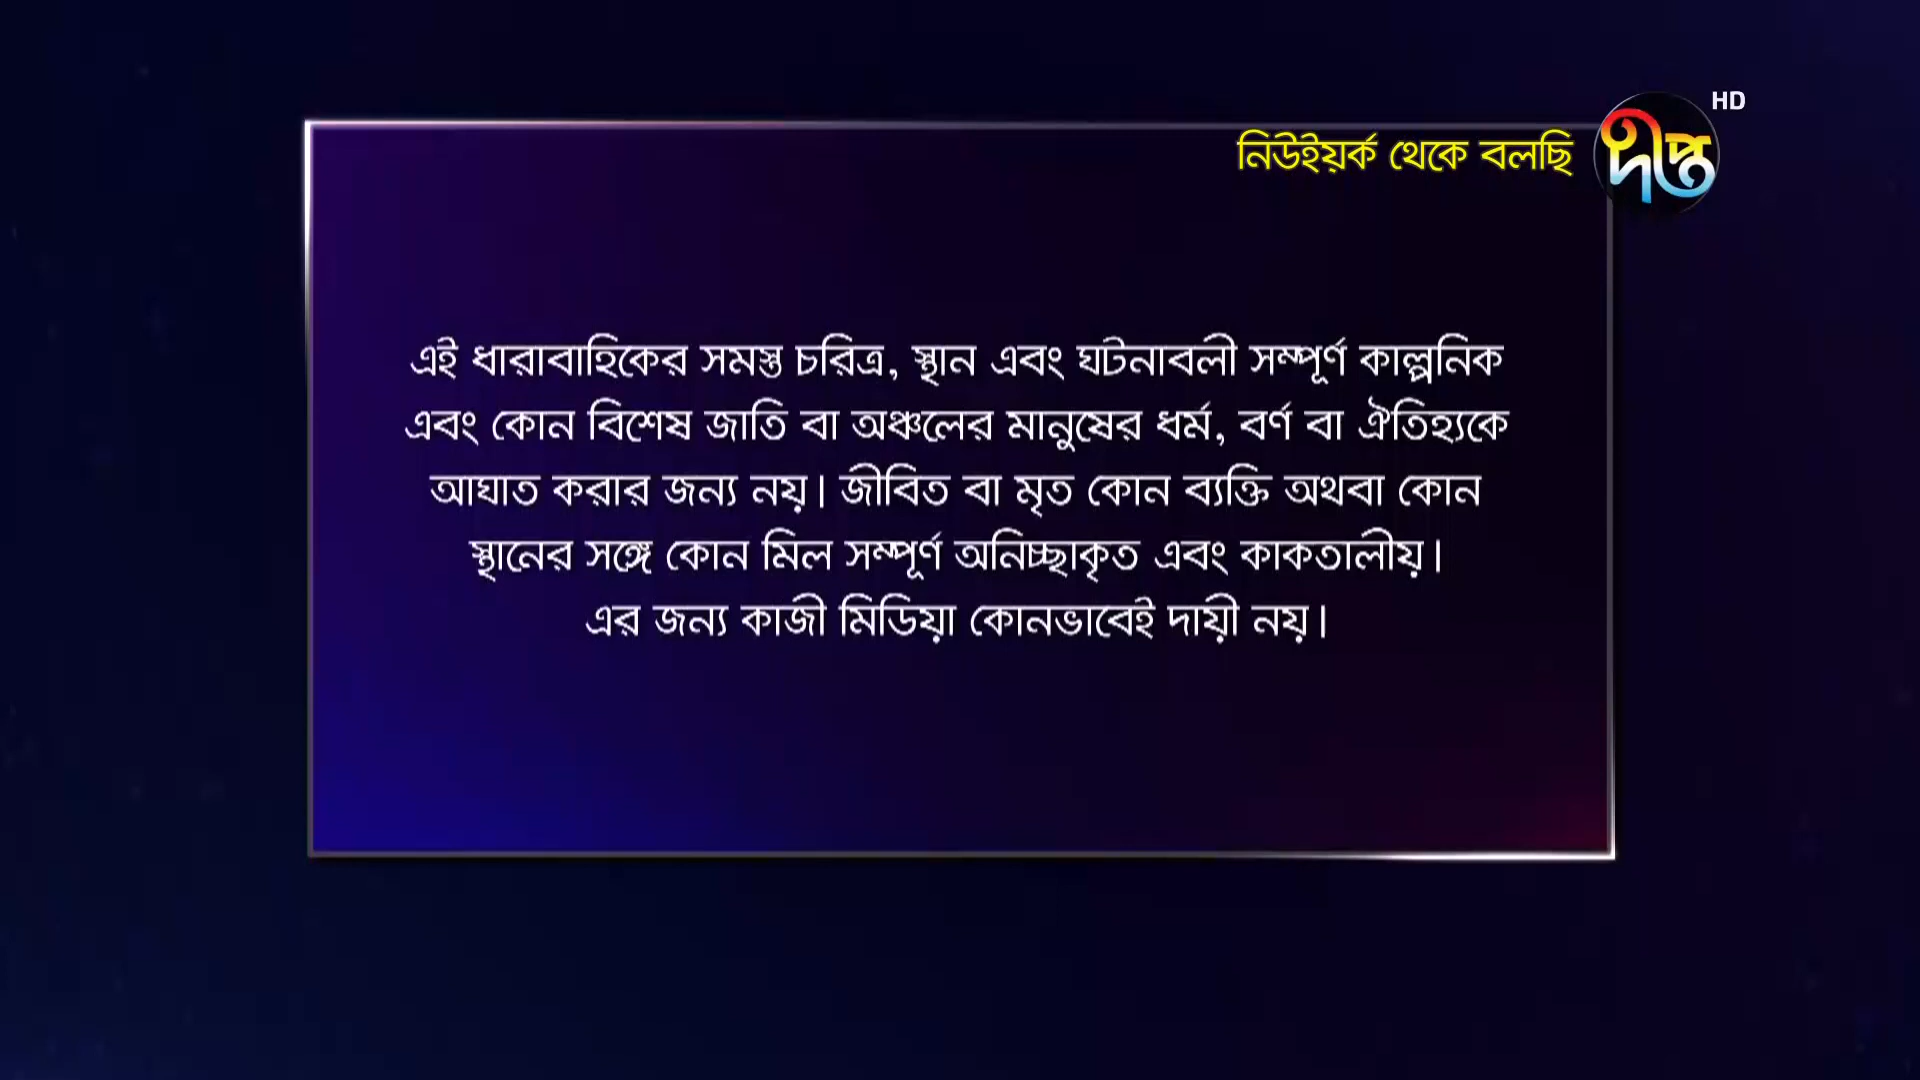 HD
নিউইয়র্ক থেকে বলছি
দীপ্ত
এই ধারাবাহিকের সমস্ত চরিত্র, স্থান এবং ঘটনাবলী সম্পূর্ণ কাল্পনিক
এবং কোন বিশেষ জাতি বা অঞ্চলের মানুষের ধর্ম, বর্ণ বা ঐতিহ্যকে
আঘাত করার জন্য নয়। জীবিত বা মৃত কোন ব্যক্তি অথবা কোন
স্থানের সঙ্গে কোন মিল সম্পূর্ণ অনিচ্ছাকৃত এবং কাকতালীয়।
এর জন্য কাজী মিডিয়া কোনভাবেই দায়ী নয়।